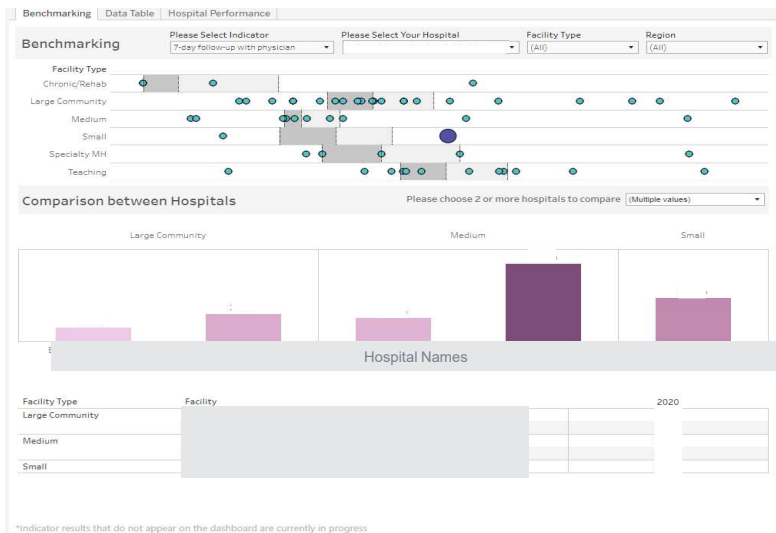 Benchmarking Data Table Hospital Performance
Benchmarking
Please Select Indicator
7-day follow-up with physician
Please Select Your Hospital
Facility Type
(All)
Region
(All)
Facility Type
Chronic/Rehab
Large Community
Medium
Small
Specialty MH
Teaching
Comparison between Hospitals
Please choose 2 or more hospitals to compare (Multiple values)
Large Community Medium Small
Hospital Names
Facility Type Facility 2020
Large Community
Medium
Small
*Indicator results that do not appear on the dashboard are currently in progress